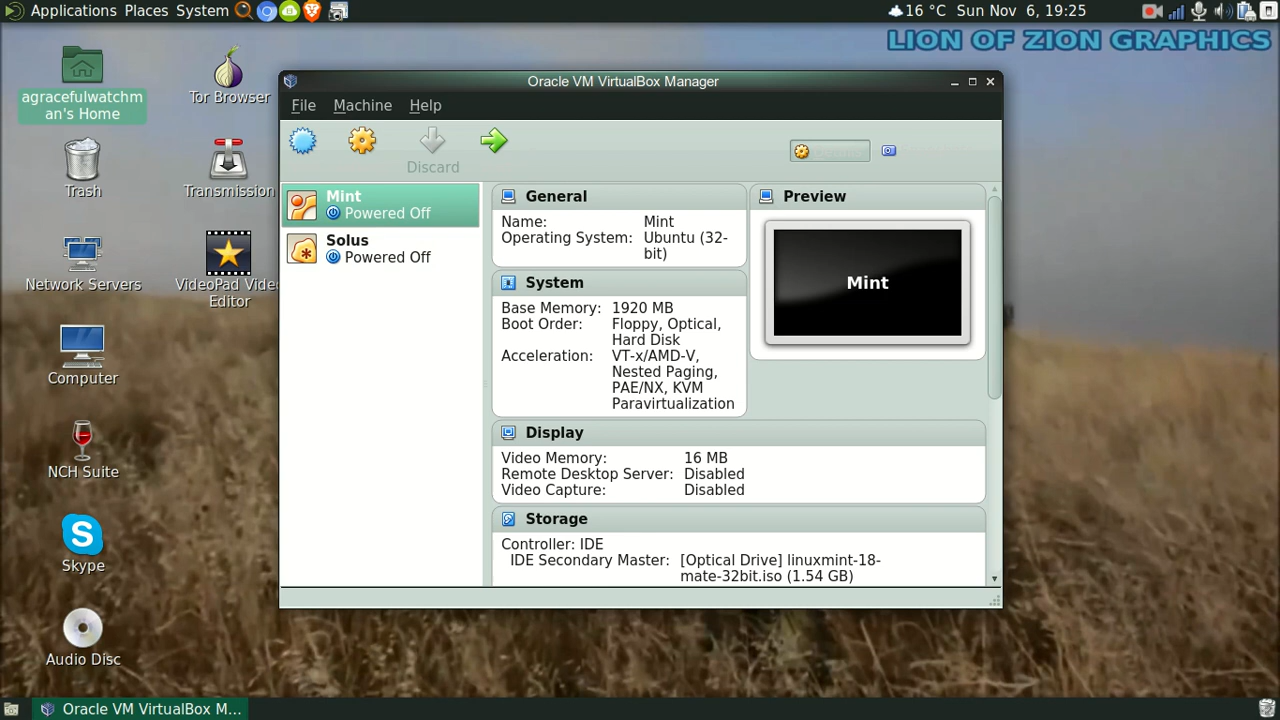 Applications Places System
16 °C Sun Nov 6, 19:25
LION OF ZION GRAPHICS
agracefulwatchm
an's Home
Tor Browser
Trash
Transmission
Network Servers
VideoPad Vide
Editor
Computer
NCH Suite
Skype
Audio Disc
Oracle VM VirtualBox Manager
File Machine Help
Discard
Mint
Powered Off
Solus
Powered Off
General
Name: Mint
Operating System: Ubuntu (32-
bit)
System
Base Memory: 1920 MB
Boot Order: Floppy, Optical,
Hard Disk
Acceleration: VT-x/AMD-V,
Nested Paging,
PAE/NX, KVM
Paravirtualization
Preview
Mint
Display
Video Memory: 16 MB
Remote Desktop Server: Disabled
Video Capture: Disabled
Storage
Controller: IDE
IDE Secondary Master: [Optical Drive] linuxmint-18-
mate-32bit.iso (1.54 GB)
Oracle VM VirtualBox M...